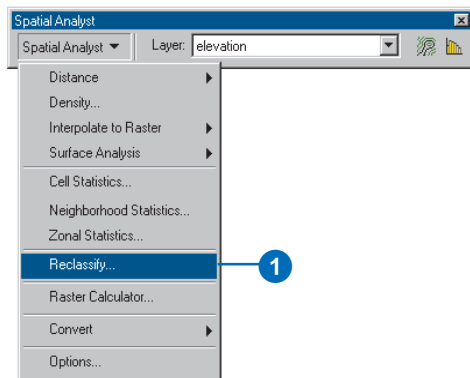 Spatial Analyst
Spatial Analyst Layer: elevation
Distance
Density...
Interpolate to Raster
Surface Analysis
Cell Statistics...
Neighborhood Statistics...
Zonal Statistics...
Reclassify... 1
Raster Calculator...
Convert
Options...